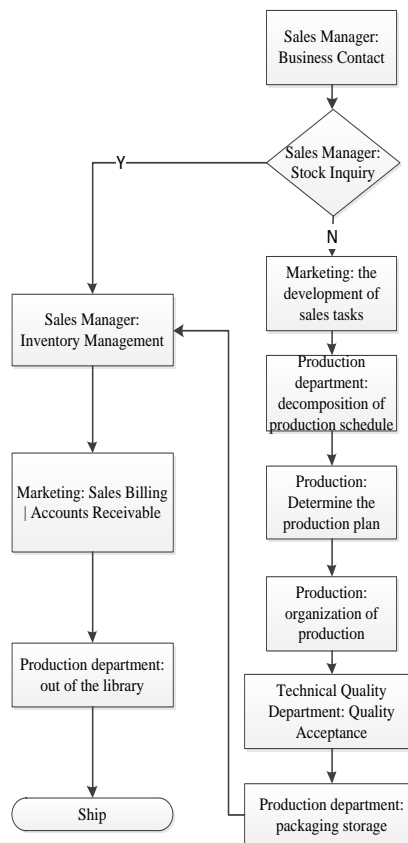 Sales Manager:
Business Contact
Sales Manager:
Stock Inquiry
Y
N
Marketing: the
development of
sales tasks
Sales Manager:
Inventory Management
Production
department:
decomposition of
production schedule
Marketing: Sales Billing
| Accounts Receivable
Production:
Determine the
production plan
Production:
organization of
production
Production department:
out of the library
Technical Quality
Department: Quality
Acceptance
Ship
Production department:
packaging storage